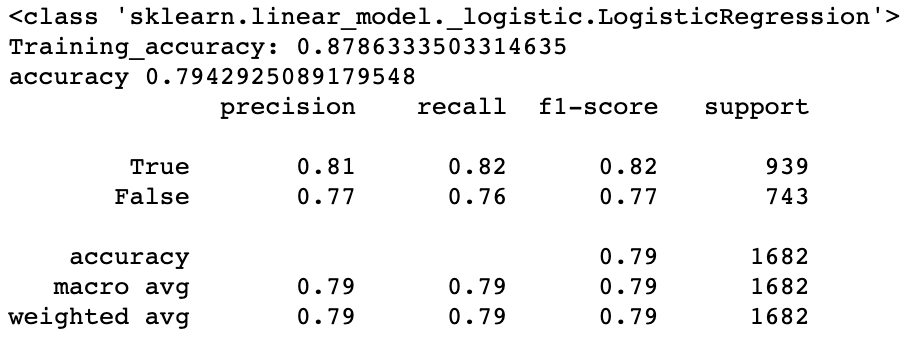 <class 'sklearn.linear_model._logistic.LogisticRegression'>
Training_accuracy: 0.8786333503314635
accuracy 0.7942925089179548
precision recall f1-score support
True 0.81 0.82 0.82 939
False 0.77 0.76 0.77 743
accuracy 0.79 1682
macro avg 0.79 0.79 0.79 1682
weighted avg 0.79 0.79 0.79 1682